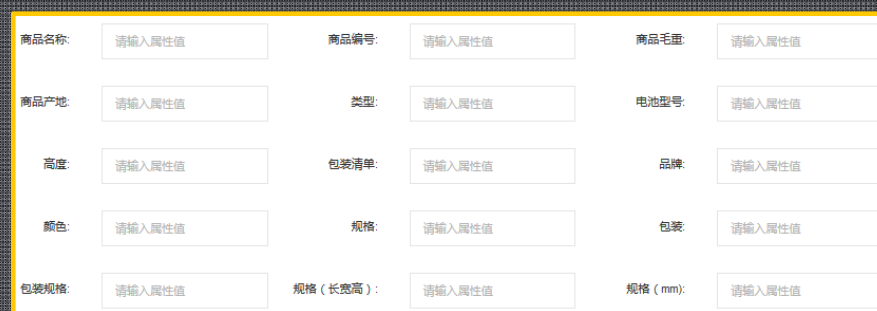 商品名称: 请输入属性值 商品编号: 请输入属性值 商品毛重: 请输入属性值
商品产地: 请输入属性值 类型: 请输入属性值 电池型号: 请输入属性值
高度: 请输入属性值 包装清单: 请输入属性值 品牌: 请输入属性值
颜色: 请输入属性值 规格: 请输入属性值 包装: 请输入属性值
包装规格: 请输入属性值 规格（长宽高）: 请输入属性值 规格（mm): 请输入属性值